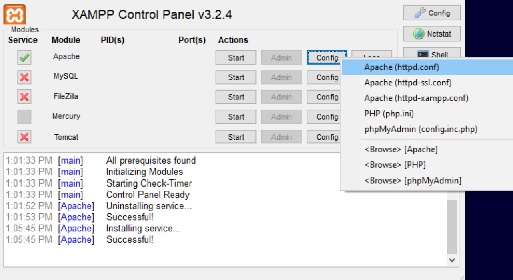 XAMPP Control Panel v3.2.4
Config
Modules
Service Module PID(s) Port(s) Actions
Netstat
Apache Start Admin Config Logs
Shell
MySQL Start Admin Config
FileZilla Start Admin Config
Mercury Start Admin Config
Tomcat Start Admin Config
Apache (httpd.conf)
Apache (httpd-ssl.conf)
Apache (httpd-xampp.conf)
PHP (php.ini)
phpMyAdmin (config.inc.php)
<Browse> [Apache]
<Browse> [PHP]
<Browse> [phpMyAdmin]
1:01:33 PM [main] All prerequisites found
1:01:33 PM [main] Initializing Modules
1:01:33 PM [main] Starting Check-Timer
1:01:33 PM [main] Control Panel Ready
1:01:52 PM [Apache] Uninstalling service...
1:01:53 PM [Apache] Successful!
1:05:45 PM [Apache] Installing service...
1:05:45 PM [Apache] Successful!